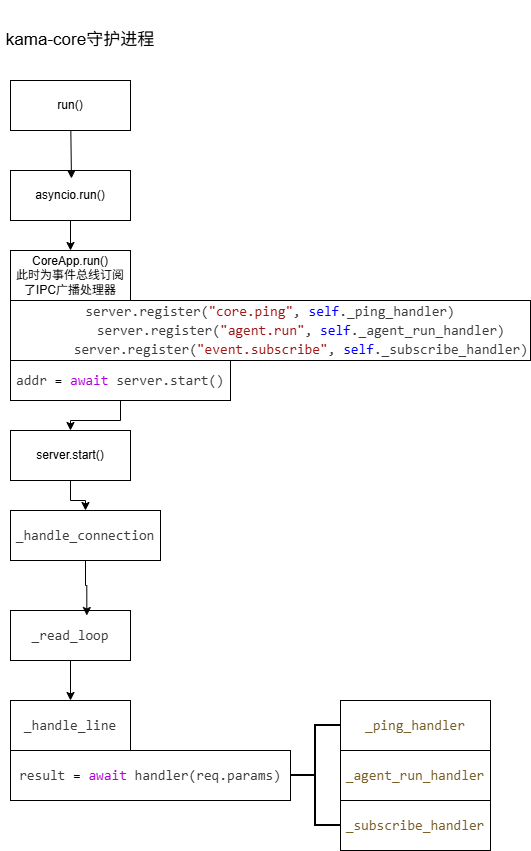 kama-core守护进程
run()
asyncio.run()
CoreApp.run()
此时为事件总线订阅
了IPC广播处理器
server.register("core.ping", self._ping_handler)
server.register("agent.run", self._agent_run_handler)
server.register("event.subscribe", self._subscribe_handler)
addr = await server.start()
server.start()
_handle_connection
_read_loop
_handle_line
result = await handler(req.params)
_ping_handler
_agent_run_handler
_subscribe_handler